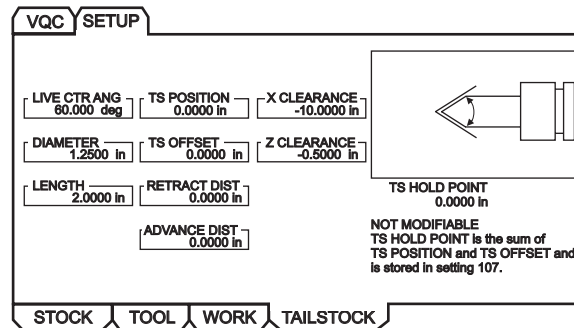 VQC SETUP
LIVE CTR ANG
60.000 deg
TS POSITION
0.0000 in
X CLEARANCE
-10.0000 in
DIAMETER
1.2500 in
TS OFFSET
0.0000 in
Z CLEARANCE
-0.5000 in
LENGTH
2.0000 in
RETRACT DIST
0.0000 in
ADVANCE DIST
0.0000 in
TS HOLD POINT
0.0000 in
NOT MODIFIABLE
TS HOLD POINT is the sum of
TS POSITION and TS OFFSET and
is stored in setting 107.
STOCK TOOL WORK TAILSTOCK